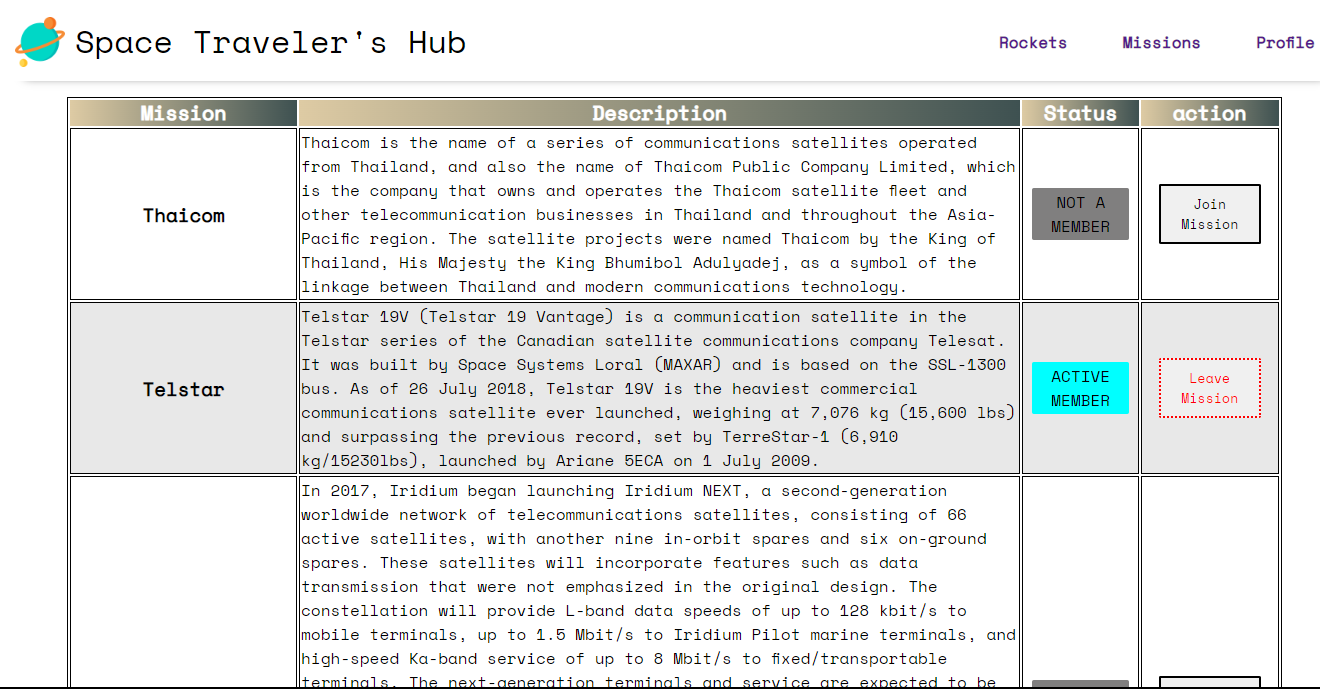 Space Traveler's Hub
Rockets
Missions
Profile
Mission
Description
Status
action
Thaicom
Thaicom is the name of a series of communications satellites operated
from Thailand, and also the name of Thaicom Public Company Limited, which
is the company that owns and operates the Thaicom satellite fleet and
other telecommunication businesses in Thailand and throughout the Asia-
Pacific region. The satellite projects were named Thaicom by the King of
Thailand, His Majesty the King Bhumibol Adulyadej, as a symbol of the
linkage between Thailand and modern communications technology.
NOT A
MEMBER
Join
Mission
Telstar
Telstar 19V (Telstar 19 Vantage) is a communication satellite in the
Telstar series of the Canadian satellite communications company Telesat.
It was built by Space Systems Loral (MAXAR) and is based on the SSL-1300
bus. As of 26 July 2018, Telstar 19V is the heaviest commercial
communications satellite ever launched, weighing at 7,076 kg (15,600 lbs)
and surpassing the previous record, set by TerreStar-1 (6,910
kg/15230lbs), launched by Ariane 5ECA on 1 July 2009.
ACTIVE
MEMBER
Leave
Mission
In 2017, Iridium began launching Iridium NEXT, a second-generation
worldwide network of telecommunications satellites, consisting of 66
active satellites, with another nine in-orbit spares and six on-ground
spares. These satellites will incorporate features such as data
transmission that were not emphasized in the original design. The
constellation will provide L-band data speeds of up to 128 kbit/s to
mobile terminals, up to 1.5 Mbit/s to Iridium Pilot marine terminals, and
high-speed Ka-band service of up to 8 Mbit/s to fixed/transportable
terminals. The next-generation terminals and service are expected to be